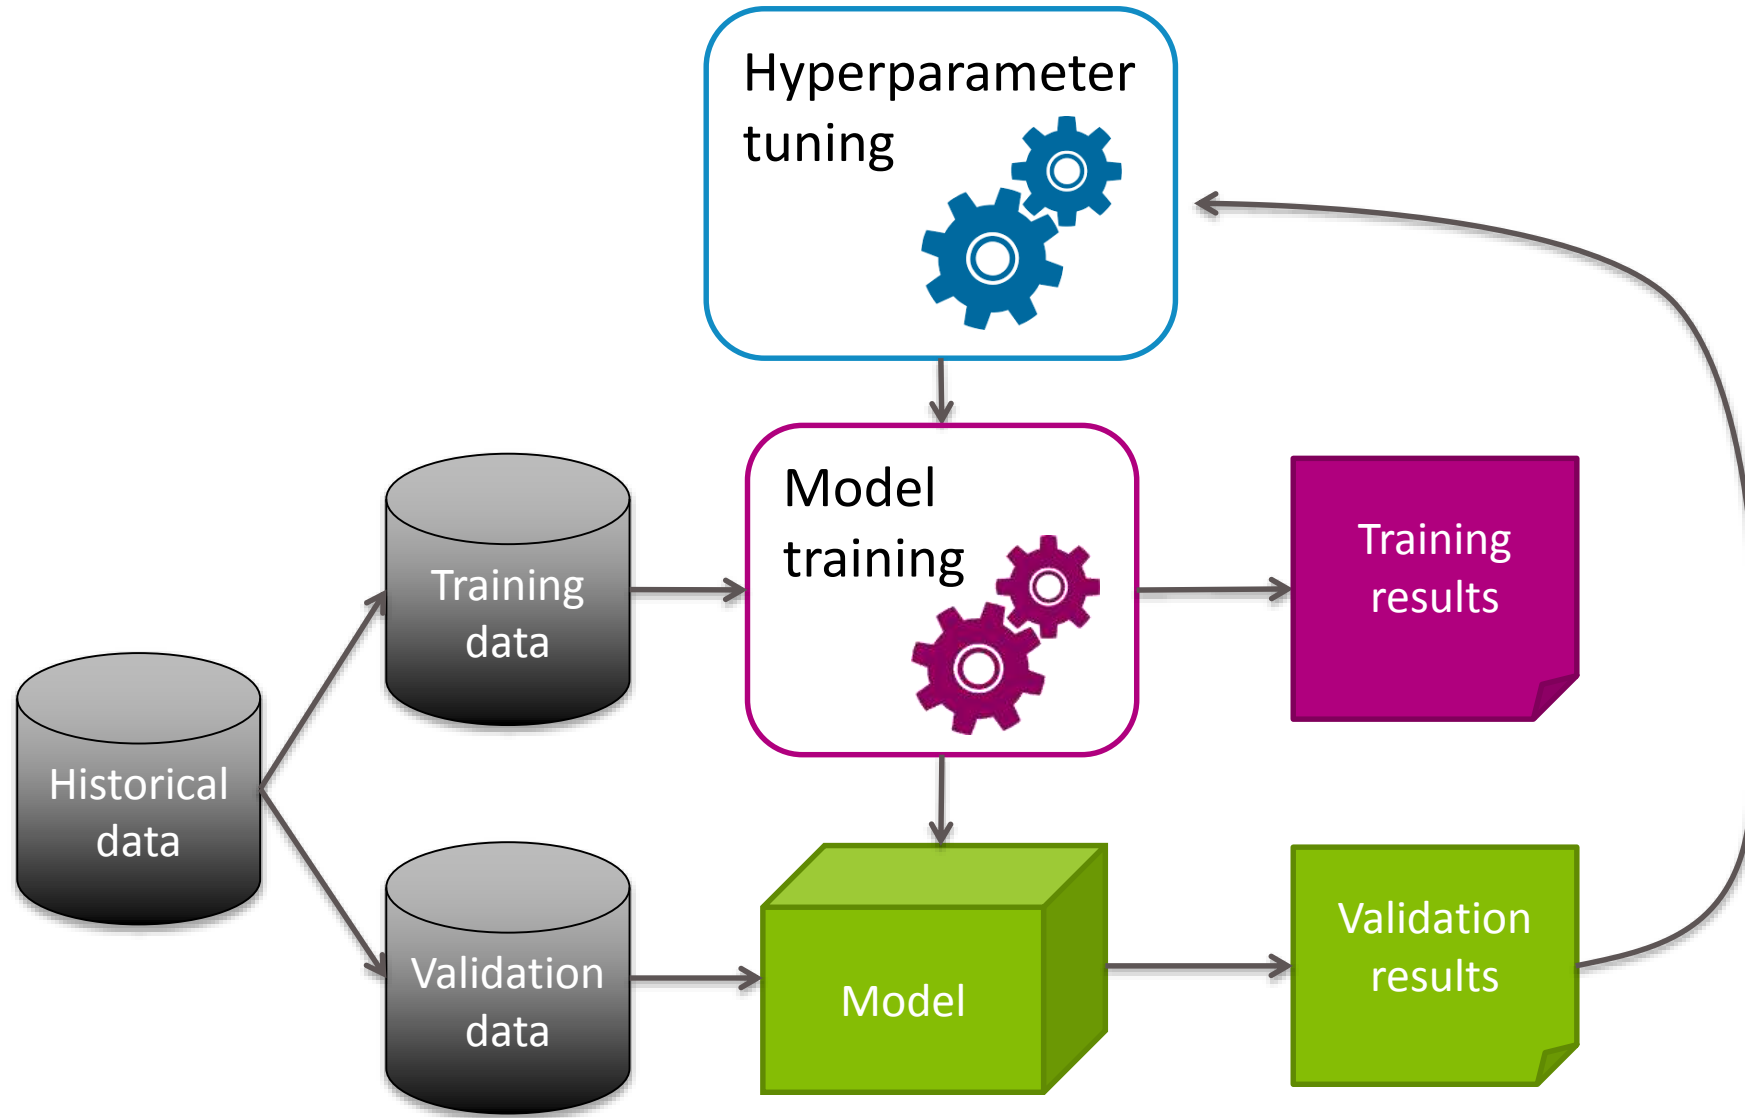 Hyperparameter
tuning
Model
training
Training
results
Training
data
Historical
data
Validation
data
Model
Validation
results